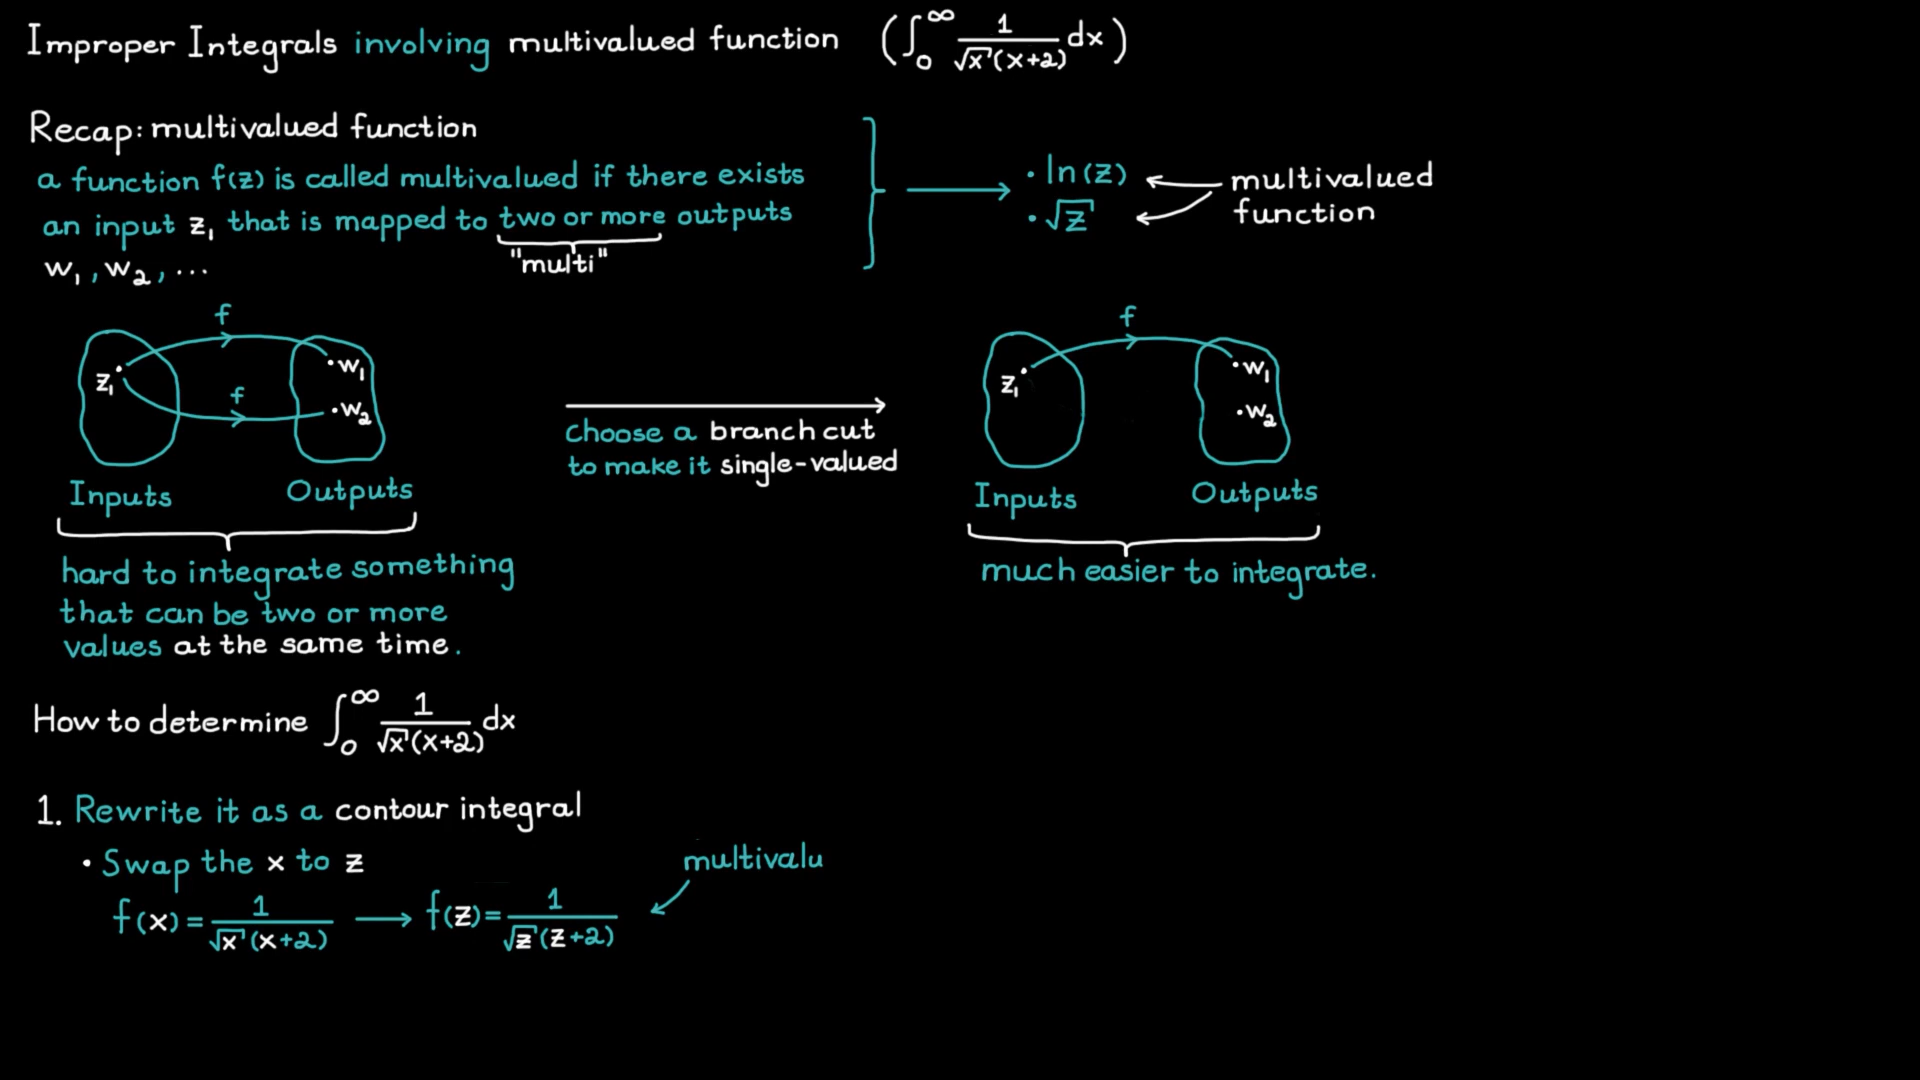 Improper Integrals involving multivalued function (∫₀^∞ 1/(√x (x+2)) dx)
Recap: multivalued function
a function f(z) is called multivalued if there exists
an input z₁ that is mapped to two or more outputs
"multi"
w₁, w₂, ...
• ln(z)
• √z
multivalued
function
f
f
z₁
• w₁
• w₂
Inputs Outputs
hard to integrate something
that can be two or more
values at the same time.
choose a branch cut
to make it single-valued
f
z₁
• w₁
• w₂
Inputs Outputs
much easier to integrate.
How to determine ∫₀^∞ 1/(√x (x+2)) dx
1. Rewrite it as a contour integral
• Swap the x to z
f(x) = 1/(√x (x+2)) → f(z) = 1/(√z (z+2))
multivalu